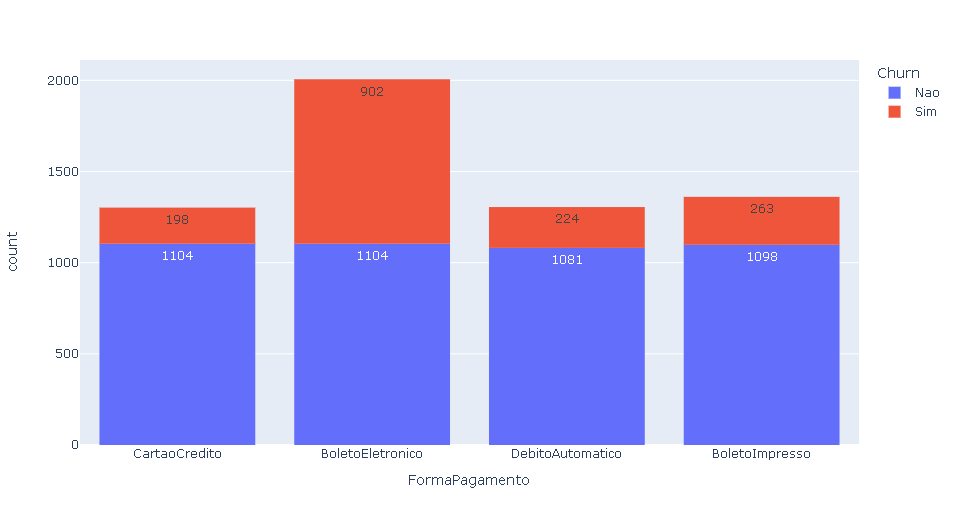 Churn
Nao
Sim
2000
1500
1000
500
0
count
902
198
224
263
1104
1104
1081
1098
CartaoCredito
BoletoEletronico
DebitoAutomatico
BoletoImpresso
FormaPagamento